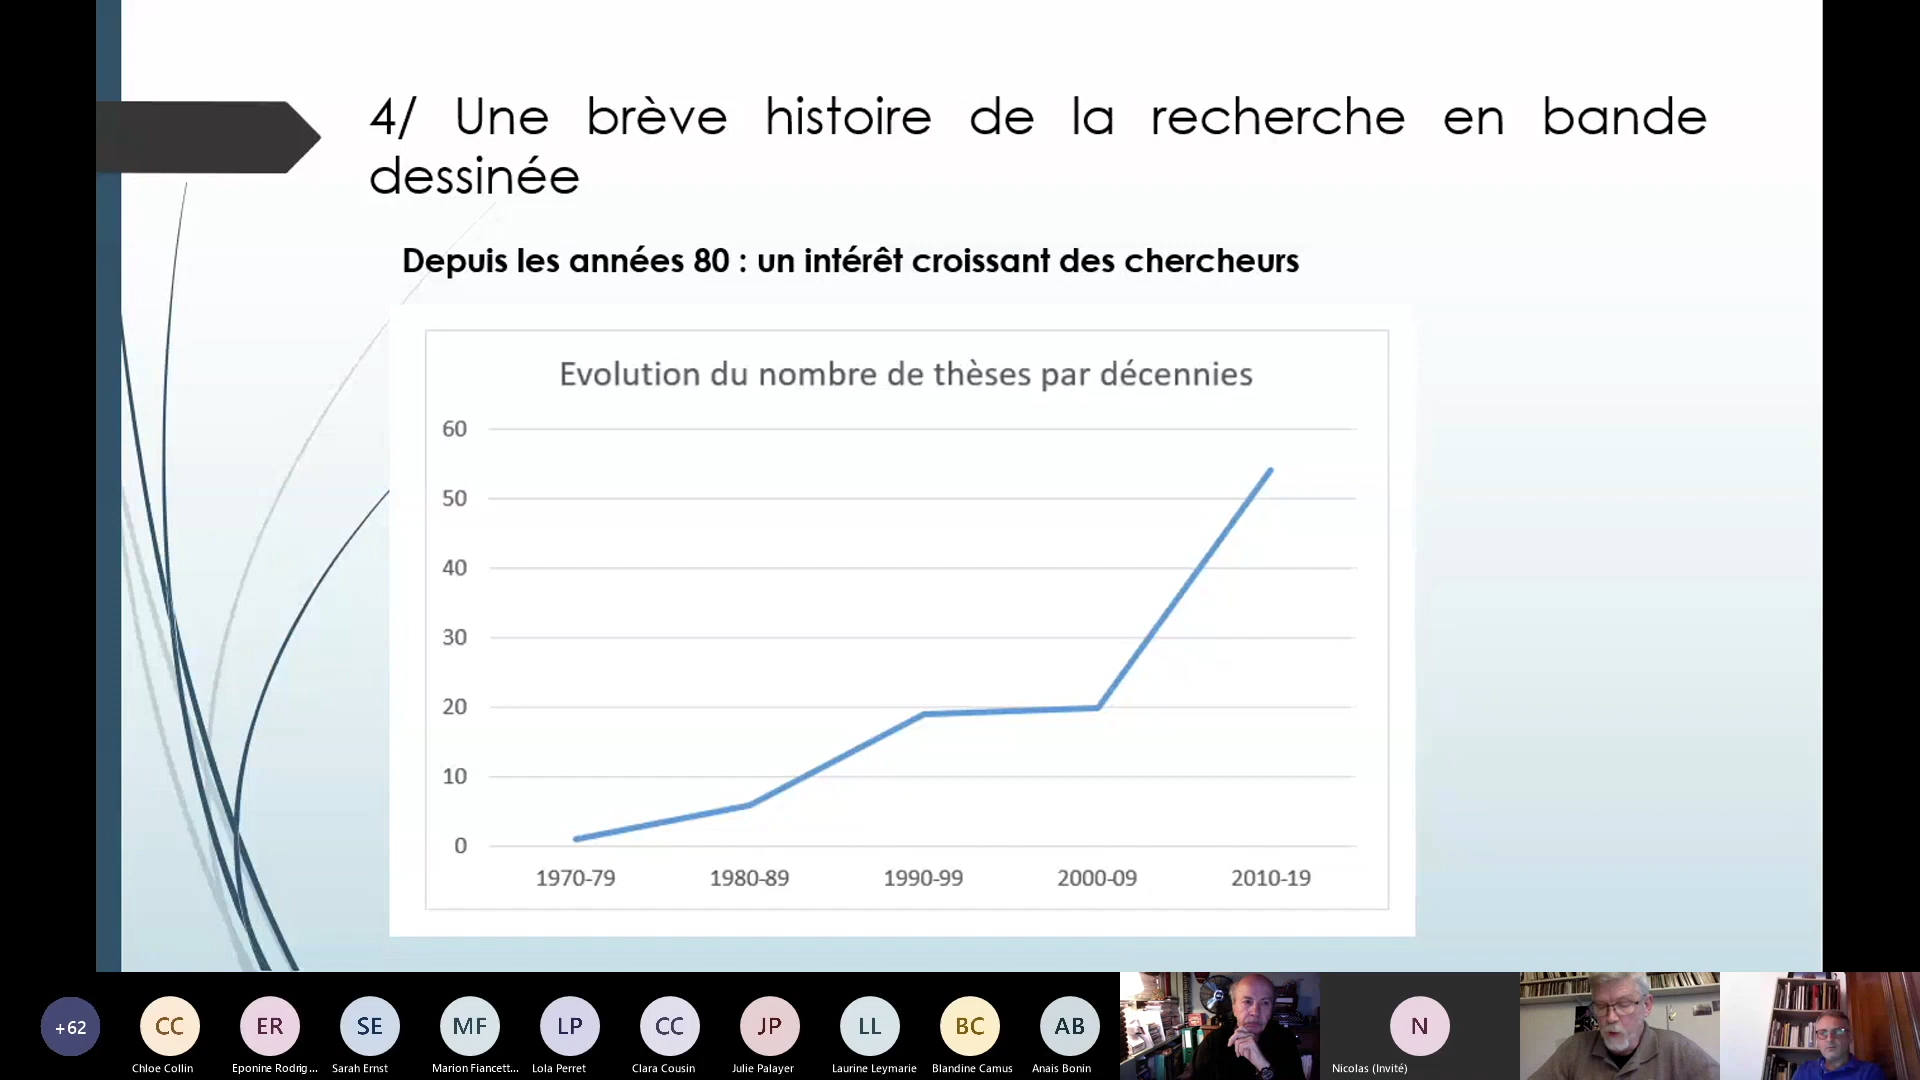 4/ Une brève histoire de la recherche en bande
dessinée
Depuis les années 80 : un intérêt croissant des chercheurs
Evolution du nombre de thèses par décennies
60
50
40
30
20
10
0
1970-79 1980-89 1990-99 2000-09 2010-19
+62 CC ER SE MF LP CC JP LL BC AB N
Chloe Collin Eponine Rodrig... Sarah Ernst Marion Fiancett... Lola Perret Clara Cousin Julie Palayer Laurine Leymarie Blandine Camus Anais Bonin Nicolas (Invité)